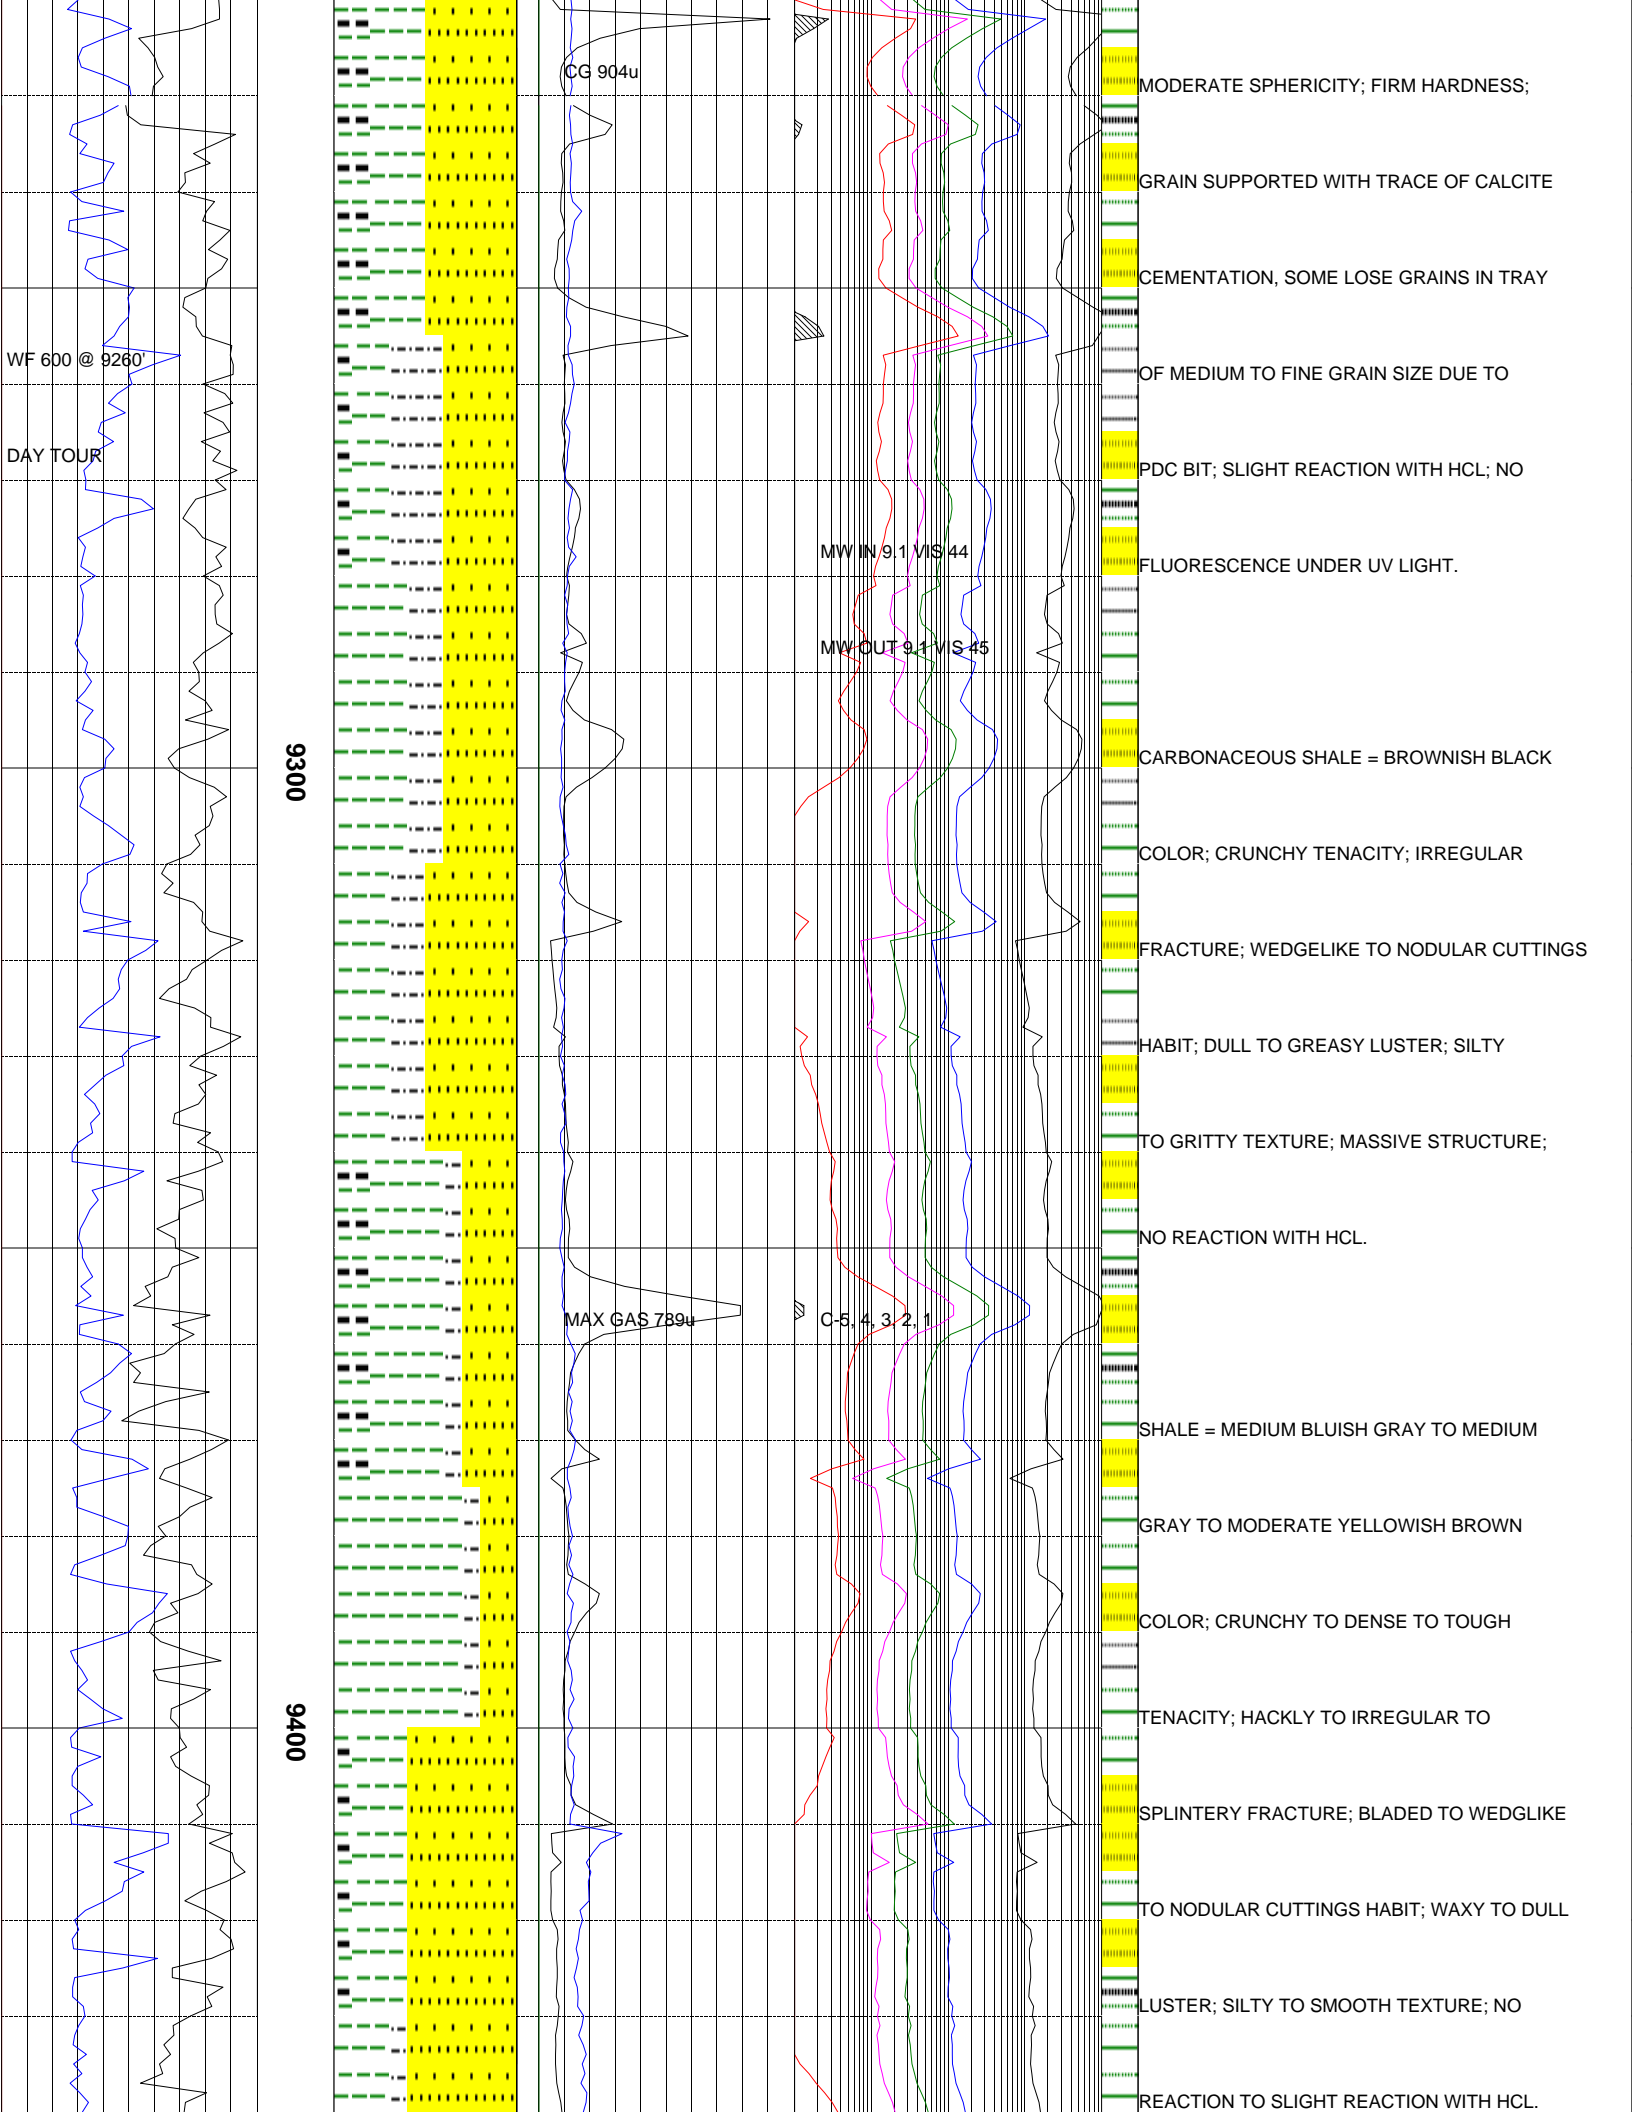 CG 904u
MODERATE SPHERICITY; FIRM HARDNESS;
GRAIN SUPPORTED WITH TRACE OF CALCITE
CEMENTATION, SOME LOSE GRAINS IN TRAY
WF 600 @ 9260'
OF MEDIUM TO FINE GRAIN SIZE DUE TO
DAY TOUR
PDC BIT; SLIGHT REACTION WITH HCL; NO
MW IN 9.1 VIS 44
FLUORESCENCE UNDER UV LIGHT.
MW OUT 9.1 VIS 45
9300
CARBONACEOUS SHALE = BROWNISH BLACK
COLOR; CRUNCHY TENACITY; IRREGULAR
FRACTURE; WEDGELIKE TO NODULAR CUTTINGS
HABIT; DULL TO GREASY LUSTER; SILTY
TO GRITTY TEXTURE; MASSIVE STRUCTURE;
NO REACTION WITH HCL.
MAX GAS 789u
C-5, 4, 3, 2, 1
SHALE = MEDIUM BLUISH GRAY TO MEDIUM
GRAY TO MODERATE YELLOWISH BROWN
COLOR; CRUNCHY TO DENSE TO TOUGH
9400
TENACITY; HACKLY TO IRREGULAR TO
SPLINTERY FRACTURE; BLADED TO WEDGLIKE
TO NODULAR CUTTINGS HABIT; WAXY TO DULL
LUSTER; SILTY TO SMOOTH TEXTURE; NO
REACTION TO SLIGHT REACTION WITH HCL.